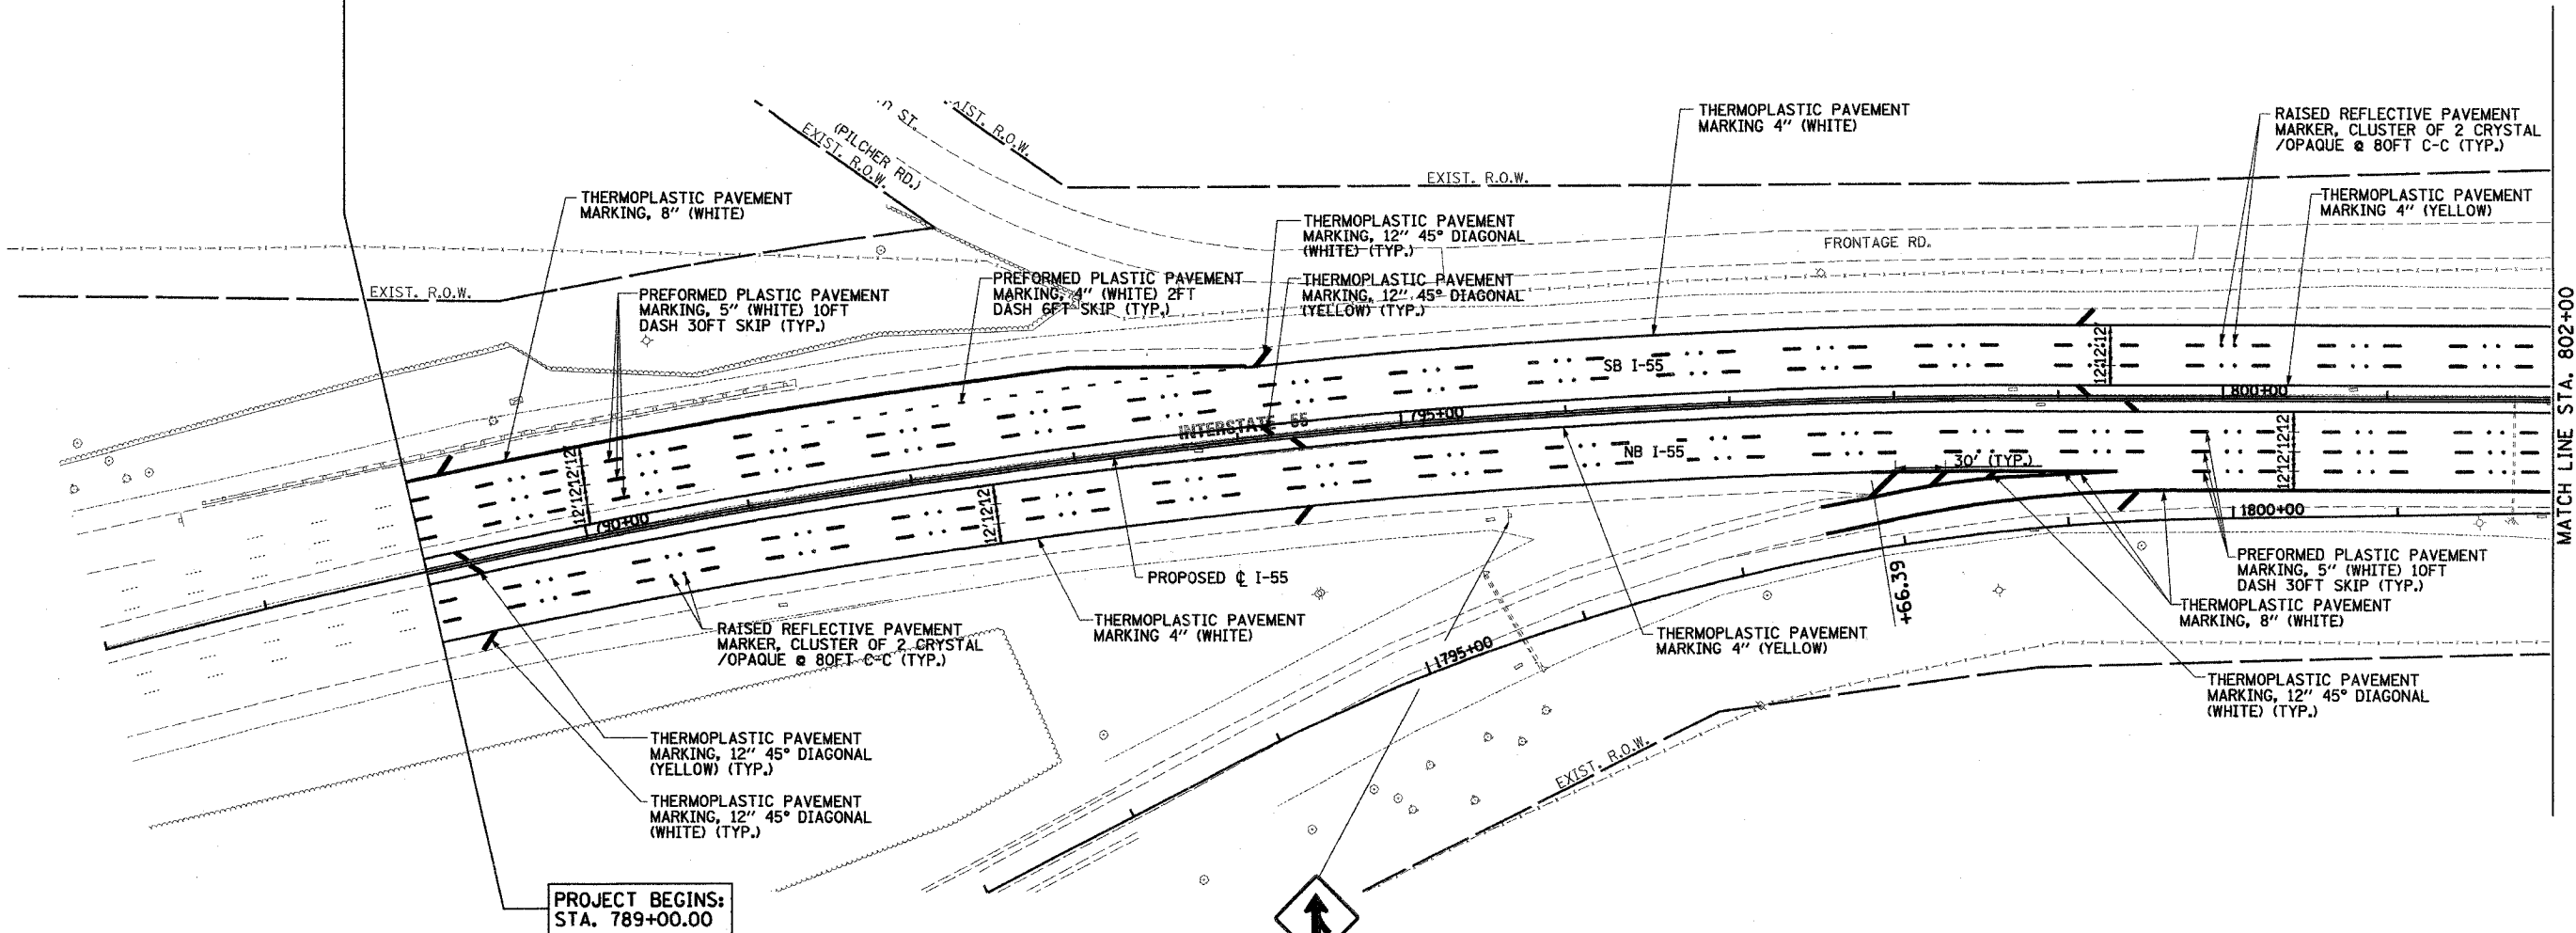 THERMOPLASTIC PAVEMENT
MARKING 4" (WHITE)
RAISED REFLECTIVE PAVEMENT
MARKER, CLUSTER OF 2 CRYSTAL
/OPAQUE @ 80FT C-C (TYP.)
EXIST. R.O.W.
ST.
(PILCHER RD.)
EXIST. R.O.W.
EXIST. R.O.W.
THERMOPLASTIC PAVEMENT
MARKING, 8" (WHITE)
THERMOPLASTIC PAVEMENT
MARKING 4" (YELLOW)
THERMOPLASTIC PAVEMENT
MARKING, 12" 45° DIAGONAL
(WHITE) (TYP.)
FRONTAGE RD.
EXIST. R.O.W.
PREFORMED PLASTIC PAVEMENT
MARKING, 5" (WHITE) 10FT
DASH 30FT SKIP (TYP.)
PREFORMED PLASTIC PAVEMENT
MARKING, 4" (WHITE) 2FT
DASH 6FT SKIP (TYP.)
THERMOPLASTIC PAVEMENT
MARKING, 12" 45° DIAGONAL
(YELLOW) (TYP.)
MATCH LINE STA. 802+00
SB I-55
12'12'12'
800+00
INTERSTATE 55
795+00
NB I-55
30' (TYP.)
12'12'12'12'
12'12'12'12'
790+00
12'12'12'
1800+00
PROPOSED ℄ I-55
+66.39
PREFORMED PLASTIC PAVEMENT
MARKING, 5" (WHITE) 10FT
DASH 30FT SKIP (TYP.)
THERMOPLASTIC PAVEMENT
MARKING, 8" (WHITE)
RAISED REFLECTIVE PAVEMENT
MARKER, CLUSTER OF 2 CRYSTAL
/OPAQUE @ 80FT C-C (TYP.)
THERMOPLASTIC PAVEMENT
MARKING 4" (WHITE)
1795+00
THERMOPLASTIC PAVEMENT
MARKING 4" (YELLOW)
THERMOPLASTIC PAVEMENT
MARKING, 12" 45° DIAGONAL
(WHITE) (TYP.)
THERMOPLASTIC PAVEMENT
MARKING, 12" 45° DIAGONAL
(YELLOW) (TYP.)
EXIST. R.O.W.
THERMOPLASTIC PAVEMENT
MARKING, 12" 45° DIAGONAL
(WHITE) (TYP.)
PROJECT BEGINS:
STA. 789+00.00